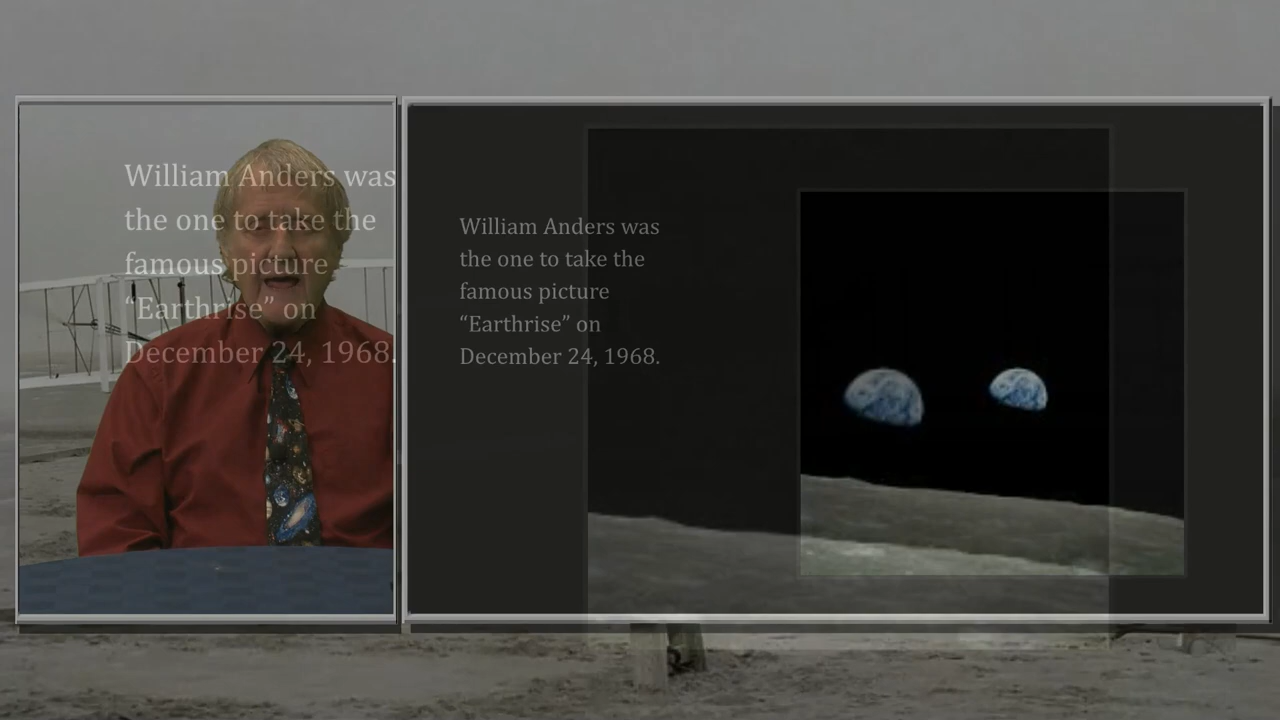 William Anders was
the one to take the
famous picture
“Earthrise” on
December 24, 1968.
William Anders was
the one to take the
famous picture
“Earthrise” on
December 24, 1968.